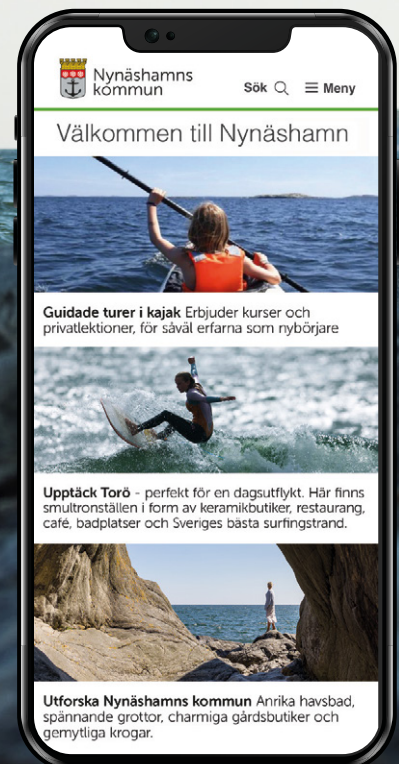 Nynäshamns
kommun
Sök
Meny
Välkommen till Nynäshamn
Guidade turer i kajak Erbjuder kurser och
privatlektioner, för såväl erfarna som nybörjare
Upptäck Torö - perfekt för en dagsutflykt. Här finns
smultronställen i form av keramikbutiker, restaurang,
café, badplatser och Sveriges bästa surfingstrand.
Utforska Nynäshamns kommun Anrika havsbad,
spännande grottor, charmiga gårdsbutiker och
gemytliga krogar.